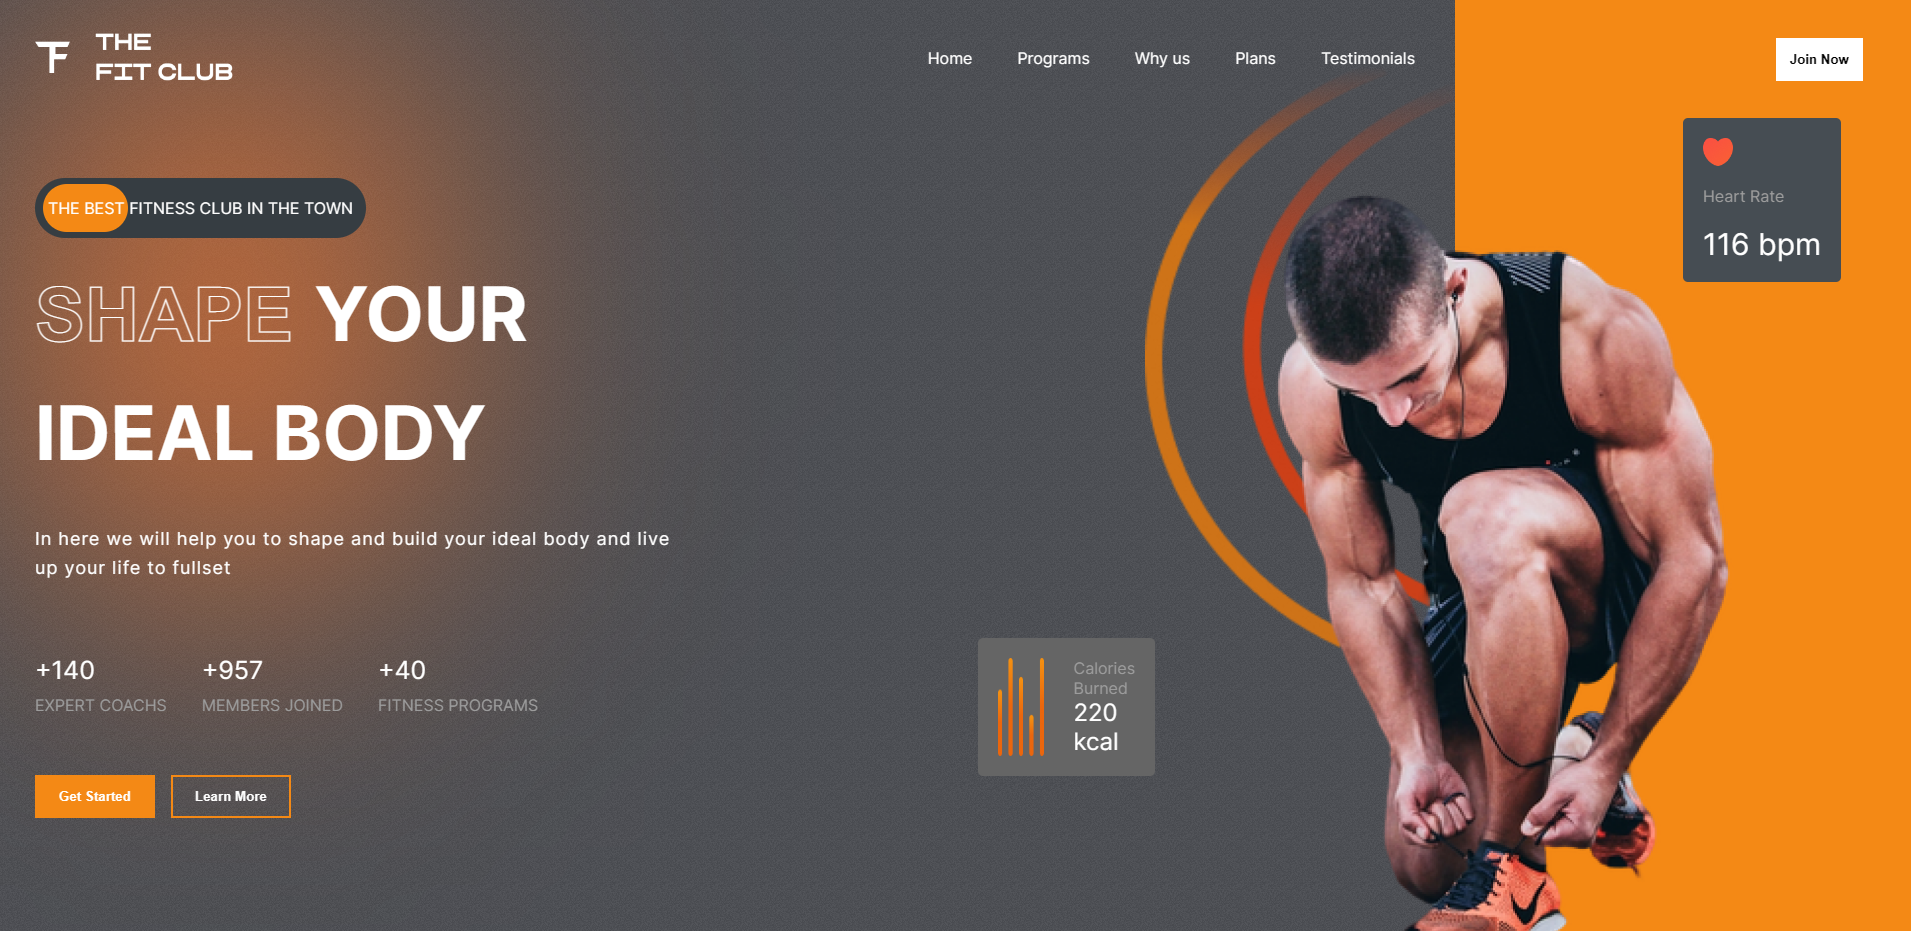 THE
FIT CLUB
Home
Programs
Why us
Plans
Testimonials
Join Now
THE BEST FITNESS CLUB IN THE TOWN
SHAPE YOUR
IDEAL BODY
In here we will help you to shape and build your ideal body and live
up your life to fullset
+140
EXPERT COACHS
+957
MEMBERS JOINED
+40
FITNESS PROGRAMS
Get Started
Learn More
Heart Rate
116 bpm
Calories
Burned
220
kcal